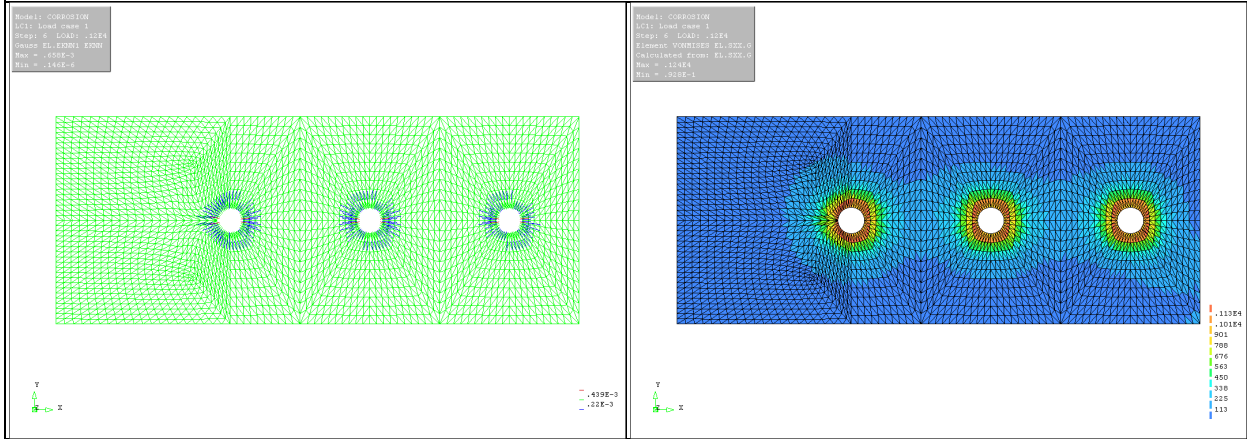 Model: CORROSION
LC1: Load case 1
Step: 6 LOAD: .12E4
Gauss EL.EKNN1 EKNN
Max = .658E-3
Min = .146E-6
Y
Z X
.439E-3
.22E-3
Model: CORROSION
LC1: Load case 1
Step: 6 LOAD: .12E4
Element VONMISES EL.SXX.G
Calculated from: EL.SXX.G
Max = .124E4
Min = .928E-1
Y
Z X
.113E4
.101E4
901
788
676
563
450
338
225
113